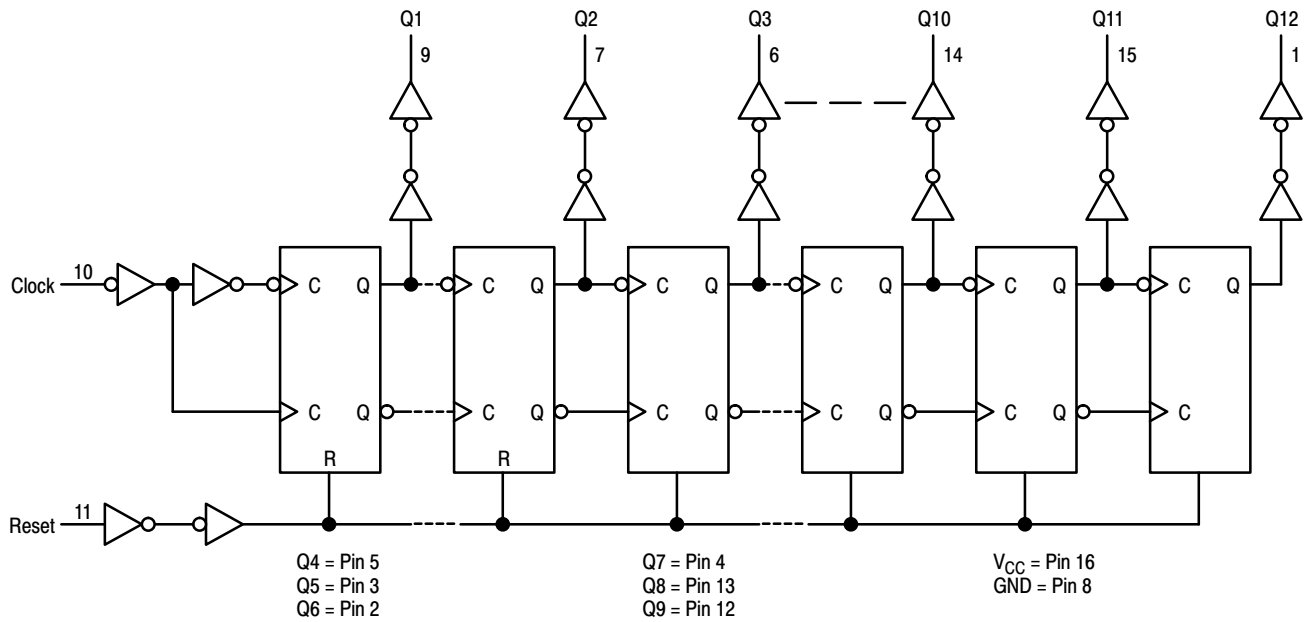 Q1 Q2 Q3 Q10 Q11 Q12
9 7 6 14 15 1
Clock 10 C Q C Q C Q C Q C Q C Q
C Q C Q C Q C Q C Q C
R R
Reset 11
Q4 = Pin 5
Q5 = Pin 3
Q6 = Pin 2
Q7 = Pin 4
Q8 = Pin 13
Q9 = Pin 12
VCC = Pin 16
GND = Pin 8